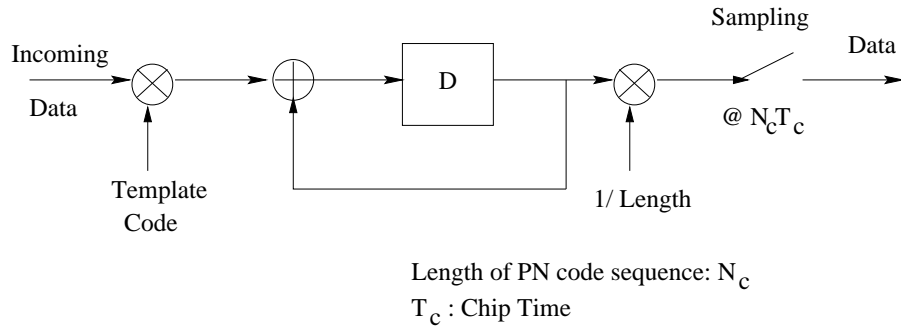 Incoming
Data
Template
Code
D
1/ Length
Sampling
@ N_cT_c
Data
Length of PN code sequence: N_c
T_c : Chip Time